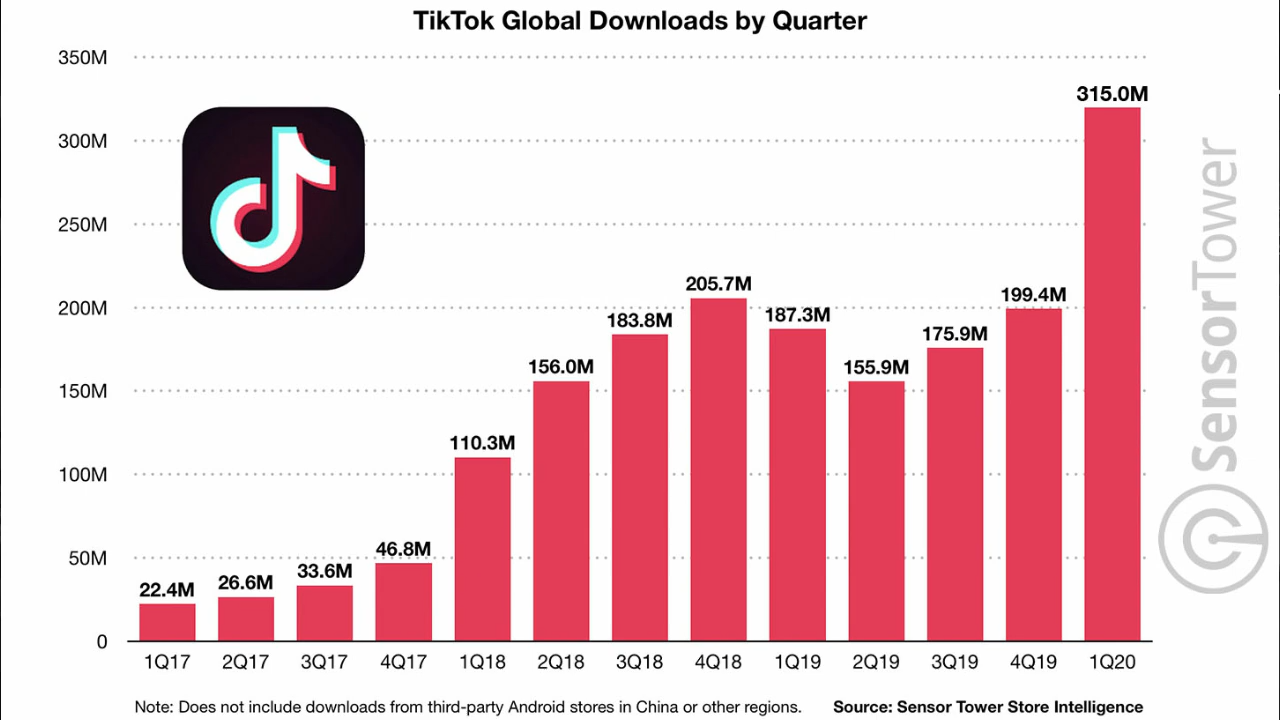 TikTok Global Downloads by Quarter
350M
300M
250M
200M
150M
100M
50M
0
22.4M
26.6M
33.6M
46.8M
110.3M
156.0M
183.8M
205.7M
187.3M
155.9M
175.9M
199.4M
315.0M
1Q17 2Q17 3Q17 4Q17 1Q18 2Q18 3Q18 4Q18 1Q19 2Q19 3Q19 4Q19 1Q20
SensorTower
Note: Does not include downloads from third-party Android stores in China or other regions. Source: Sensor Tower Store Intelligence